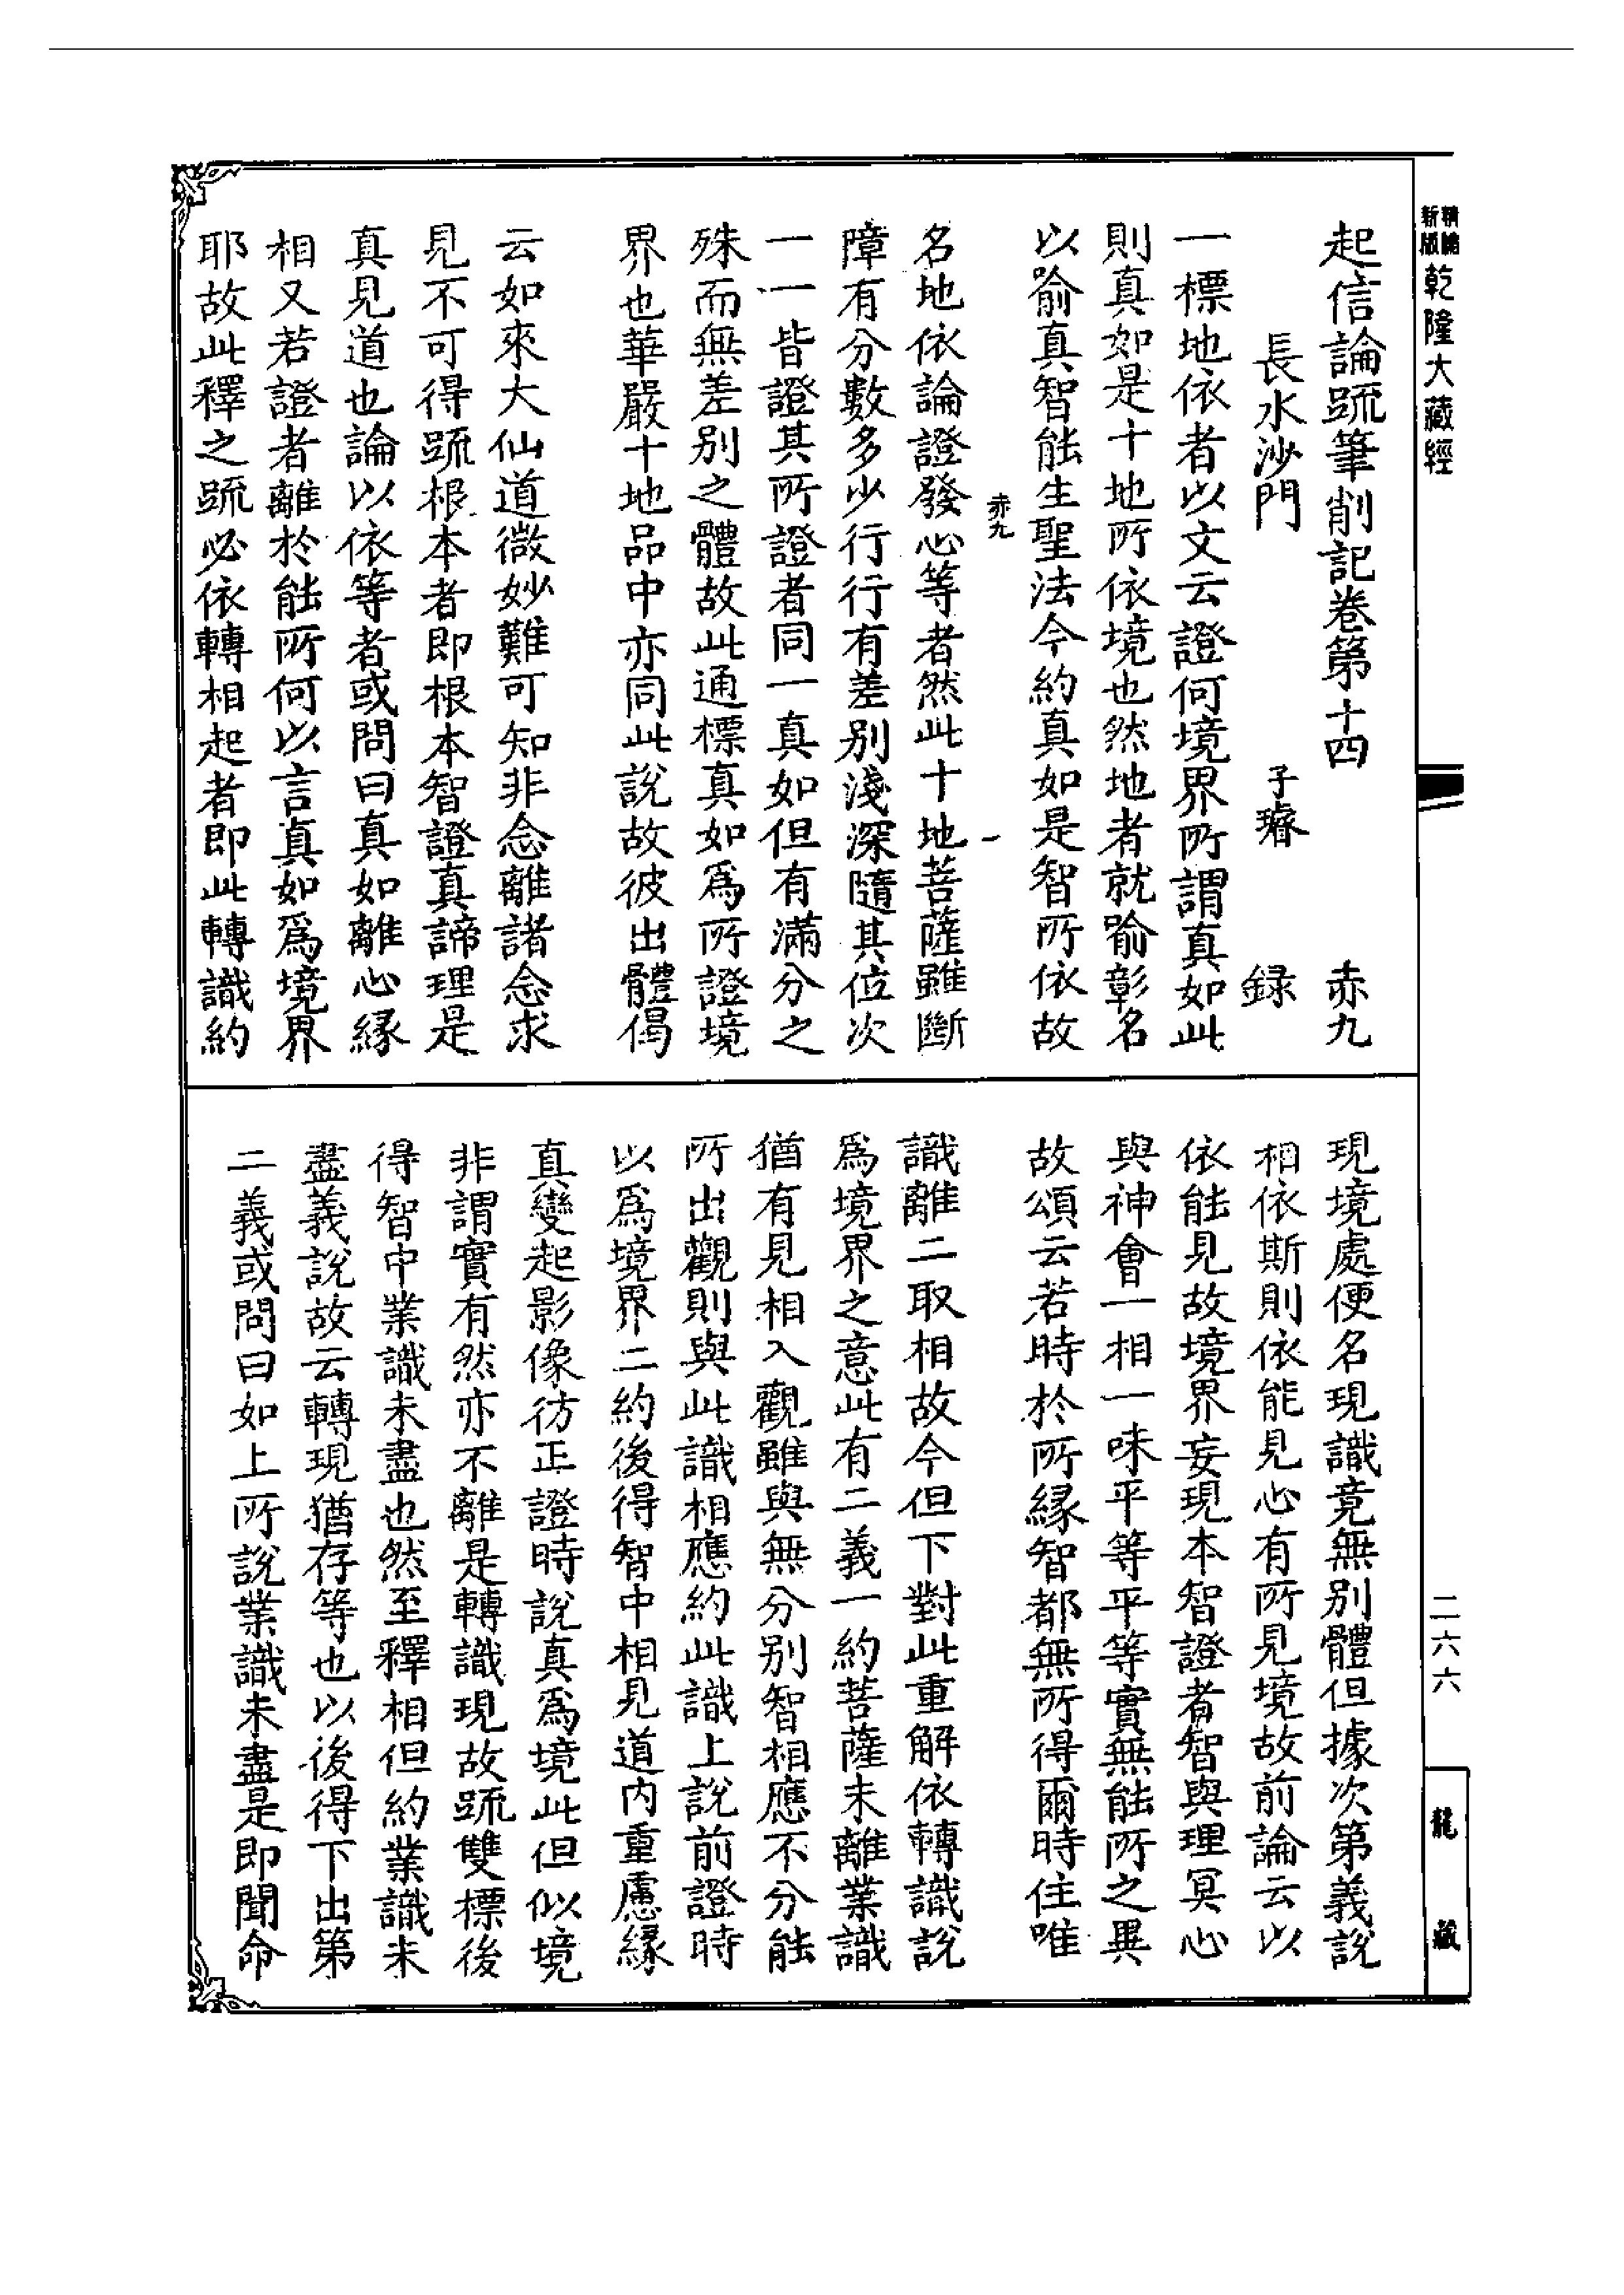 新版
精縮
乾隆大藏經
起信論疏筆削記卷第十四　赤九
長水沙門　子璿　録
一標地依者以文云證何境界所謂真如此
則真如是十地所依境也然地者就喻彰名
以喻真智能生聖法今約真如是智所依故
赤九　一
名地依論證發心等者然此十地菩薩雖斷
障有分數多少行行有差别淺深隨其位次
一一皆證其所證者同一真如但有滿分之
殊而無差别之體故此通標真如爲所證境
界也華嚴十地品中亦同此說故彼出體偈
云如來大仙道微妙難可知非念離諸念求
見不可得疏根本者即根本智證真諦理是
真見道也論以依等者或問曰真如離心緣
相又若證者離於能所何以言真如爲境界
耶故此釋之疏必依轉相起者即此轉識約
現境處便名現識竟無别體但據次第義說
相依斯則依能見心有所見境故前論云以
依能見故境界妄現本智證者智與理冥心
與神會一相一味平等平等實無能所之異
故頌云若時於所緣智都無所得爾時住唯
識離二取相故今但下對此重解依轉識說
爲境界之意此有二義一約菩薩未離業識
猶有見相入觀雖與無分别智相應不分能
所出觀則與此識相應約此識上說前證時
以爲境界二約後得智中相見道内重慮緣
真變起影像彷正證時說真爲境此但似境
非謂實有然亦不離是轉識現故疏雙標後
得智中業識未盡也然至釋相但約業識未
盡義說故云轉現猶存等也以後得下出第
二義或問曰如上所說業識未盡是即聞命
二六六
龍藏